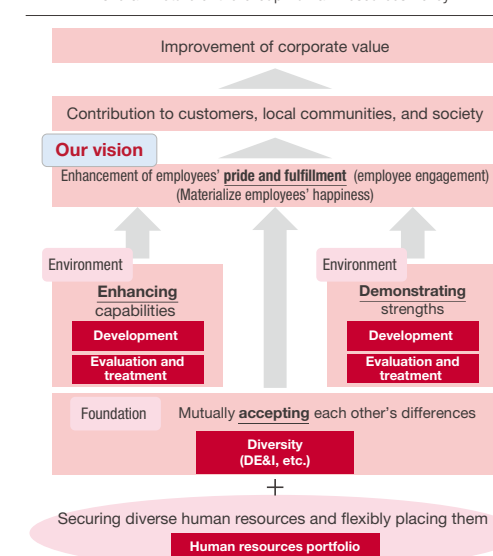 Improvement of corporate value
Contribution to customers, local communities, and society
Our vision
Enhancement of employees' pride and fulfillment (employee engagement)
(Materialize employees' happiness)
Environment
Enhancing
capabilities
Development
Evaluation and
treatment
Environment
Demonstrating
strengths
Development
Evaluation and
treatment
Foundation
Mutually accepting each other's differences
Diversity
(DE&I, etc.)
+
Securing diverse human resources and flexibly placing them
Human resources portfolio